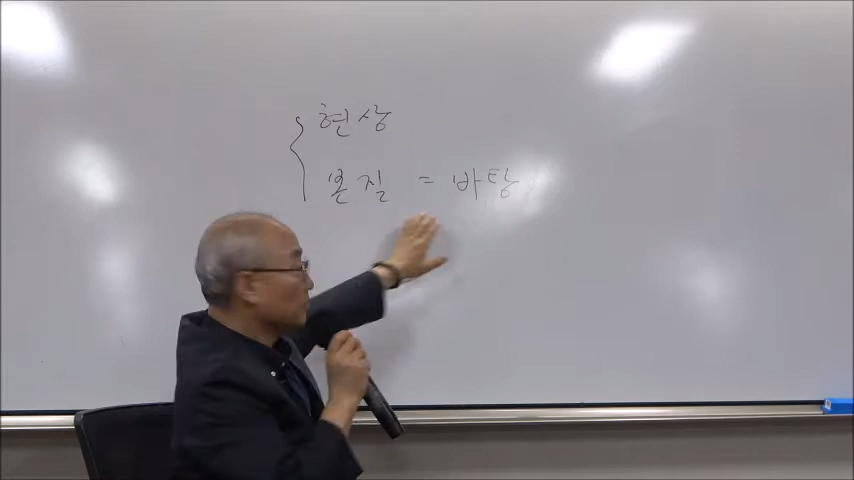 현상
본질 = 바탕